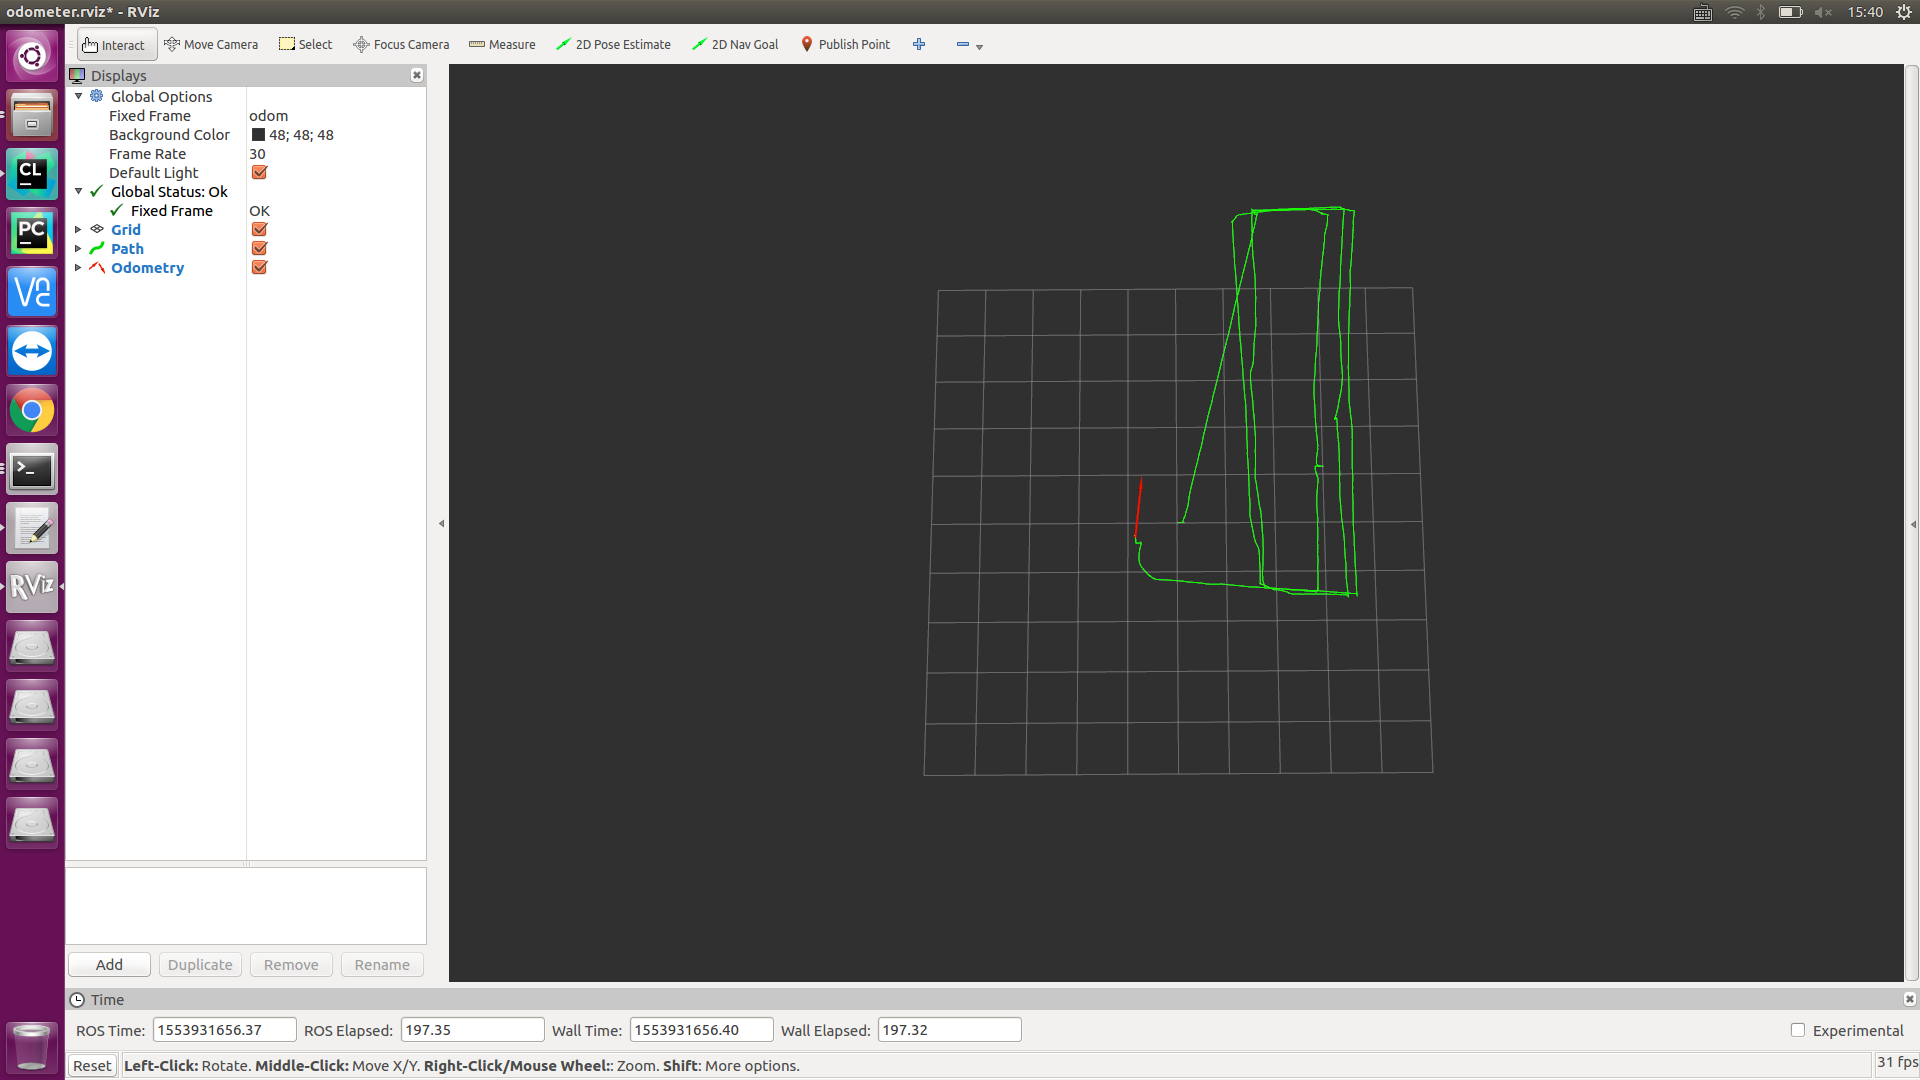 odometer.rviz* - RViz
15:40
Interact
Move Camera
Select
Focus Camera
Measure
2D Pose Estimate
2D Nav Goal
Publish Point
Displays
Global Options
Fixed Frame odom
Background Color 48; 48; 48
Frame Rate 30
Default Light
Global Status: Ok
Fixed Frame OK
Grid
Path
Odometry
CL
PC
Vnc
>_
RViz
Add
Duplicate
Remove
Rename
Time
ROS Time: 1553931656.37 ROS Elapsed: 197.35 Wall Time: 1553931656.40 Wall Elapsed: 197.32 Experimental
Reset
Left-Click: Rotate. Middle-Click: Move X/Y. Right-Click/Mouse Wheel:: Zoom. Shift: More options.
31 fps